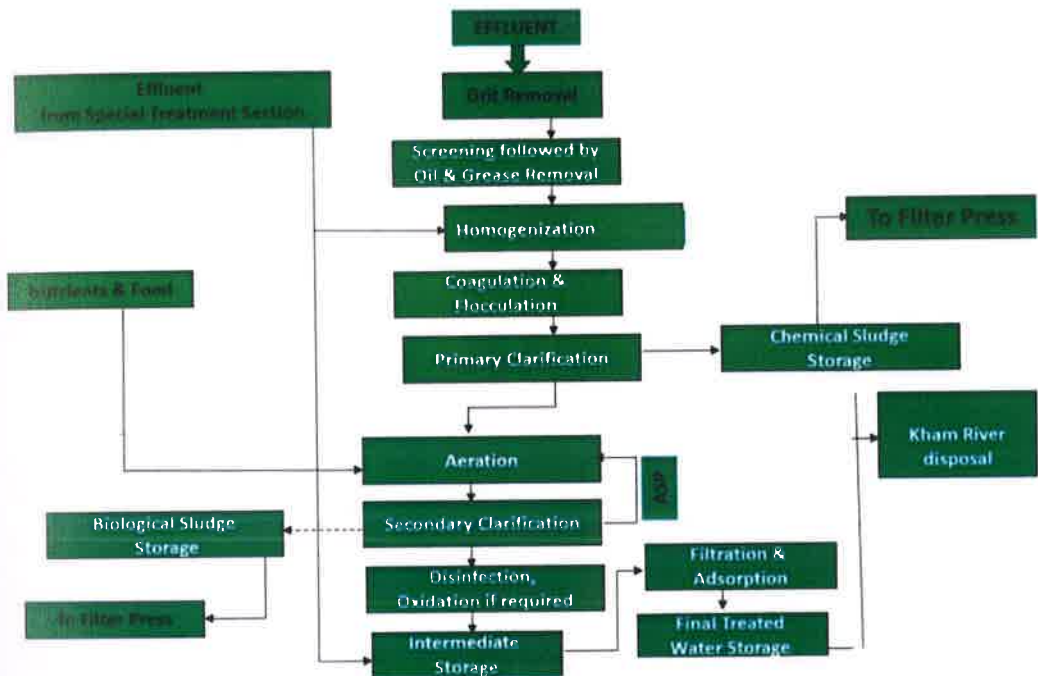 EFFLUENT
Effluent
from Special Treatment Section
Grit Removal
Screening followed by
Oil & Grease Removal
To Filter Press
Homogenization
Nutrients & Food
Coagulation &
Flocculation
Chemical Sludge
Storage
Primary Clarification
Kham River
disposal
Aeration
ASP
Biological Sludge
Storage
Secondary Clarification
Filtration &
Adsorption
Disinfection,
Oxidation if required
To Filter Press
Final Treated
Water Storage
Intermediate
Storage